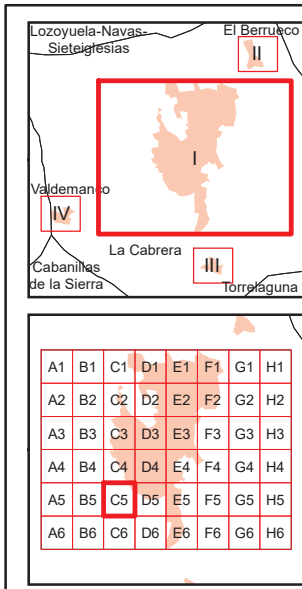 Lozoyuela-Navas-
Sieteiglesias
El Berrueco
II
I
Valdemanco
IV
La Cabrera
III
Cabanillas
de la Sierra
Torrelaguna
A1 B1 C1 D1 E1 F1 G1 H1
A2 B2 C2 D2 E2 F2 G2 H2
A3 B3 C3 D3 E3 F3 G3 H3
A4 B4 C4 D4 E4 F4 G4 H4
A5 B5 C5 D5 E5 F5 G5 H5
A6 B6 C6 D6 E6 F6 G6 H6